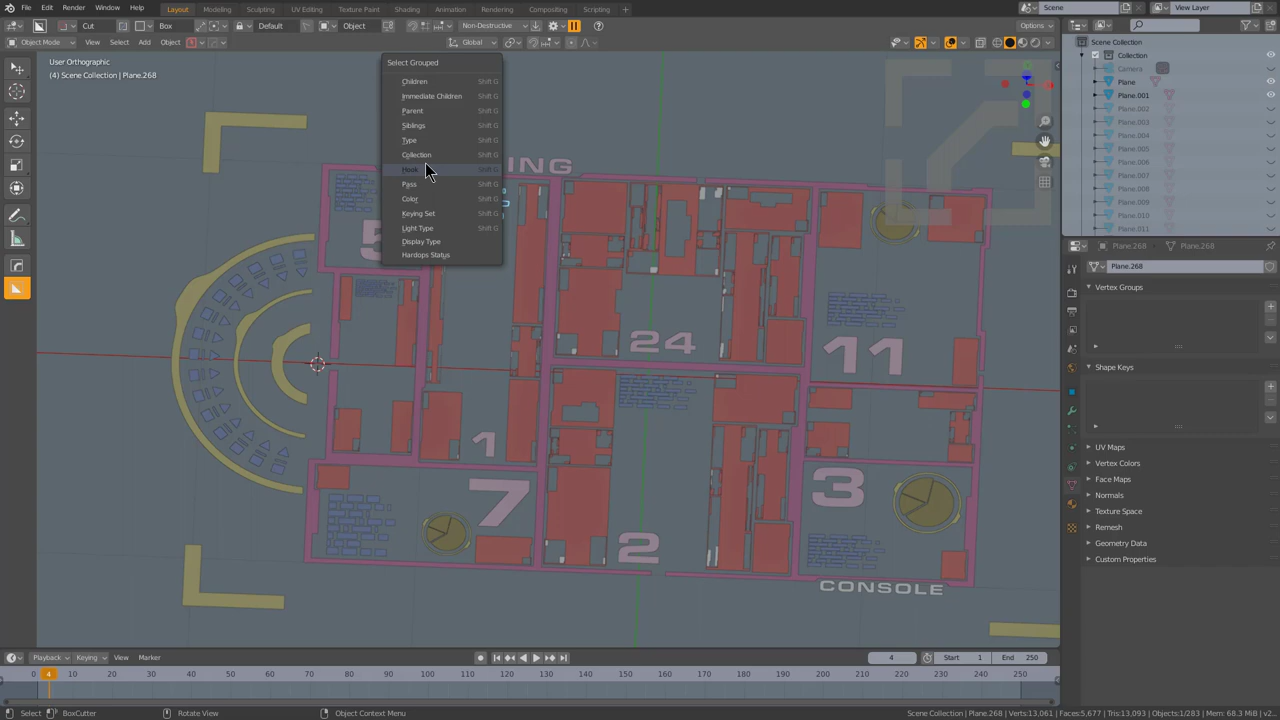 File Edit Render Window Help Layout Modeling Sculpting UV Editing Texture Paint Shading Animation Rendering Compositing Scripting + Scene View Layer
Cut Box Default Object Non-Destructive Options
Object Mode View Select Add Object Global
User Orthographic
(4) Scene Collection | Plane.268
Select Grouped
Children Shift G
Immediate Children Shift G
Parent Shift G
Siblings Shift G
Type Shift G
Collection Shift G
Hook Shift G
Pass Shift G
Color Shift G
Keying Set Shift G
Light Type Shift G
Display Type
Hardops Status
ING
5
24
11
1
7
2
3
CONSOLE
Scene Collection
Collection
Camera
Plane
Plane.001
Plane.002
Plane.003
Plane.004
Plane.005
Plane.006
Plane.007
Plane.008
Plane.009
Plane.010
Plane.011
Plane.268 Plane.268
Plane.268
Vertex Groups
Shape Keys
UV Maps
Vertex Colors
Face Maps
Normals
Texture Space
Remesh
Geometry Data
Custom Properties
Playback Keying View Marker 4 Start 1 End 250
0 4 10 20 30 40 50 60 70 80 90 100 110 120 130 140 150 160 170 180 190 200 210 220 230 240 250
Select BoxCutter Rotate View Object Context Menu Scene Collection | Plane.268 | Verts:13,061 | Faces:5,677 | Tris:13,093 | Objects:1/283 | Mem: 68.3 MiB | v2...